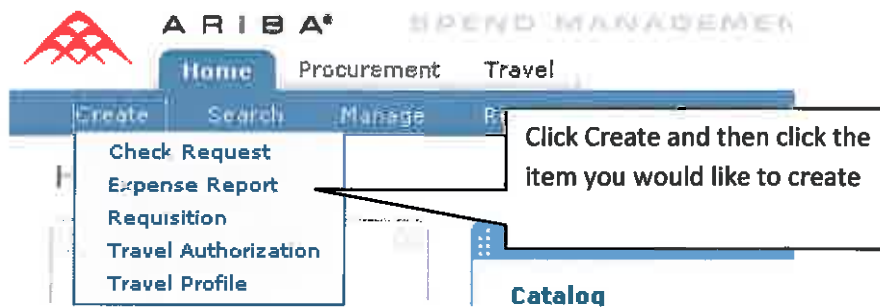 ARIBA® SPEND MANAGEMEN
Home Procurement Travel
Create Search Manage
Click Create and then click the
item you would like to create
Check Request
Expense Report
Requisition
Travel Authorization
Travel Profile
Catalog